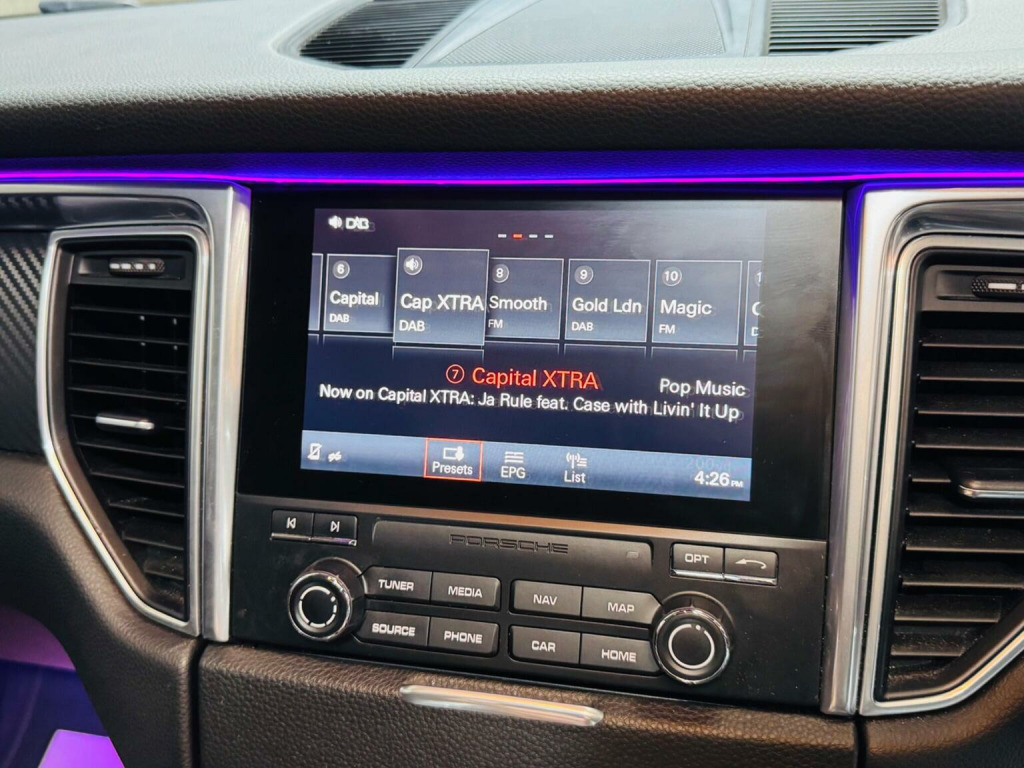 DAB
6
Capital
DAB
Cap XTRA
DAB
8
Smooth
FM
9
Gold Ldn
DAB
10
Magic
FM
7 Capital XTRA
Pop Music
Now on Capital XTRA: Ja Rule feat. Case with Livin' It Up
Presets
EPG
List
4:26 PM
PORSCHE
OPT
TUNER
MEDIA
NAV
MAP
SOURCE
PHONE
CAR
HOME